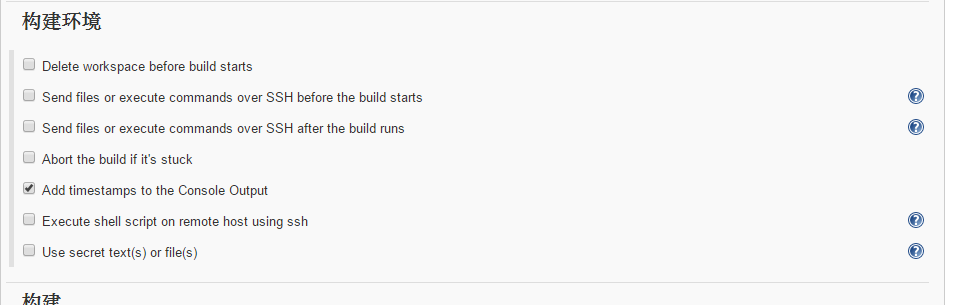 构建环境
Delete workspace before build starts
Send files or execute commands over SSH before the build starts
Send files or execute commands over SSH after the build runs
Abort the build if it's stuck
Add timestamps to the Console Output
Execute shell script on remote host using ssh
Use secret text(s) or file(s)
构建